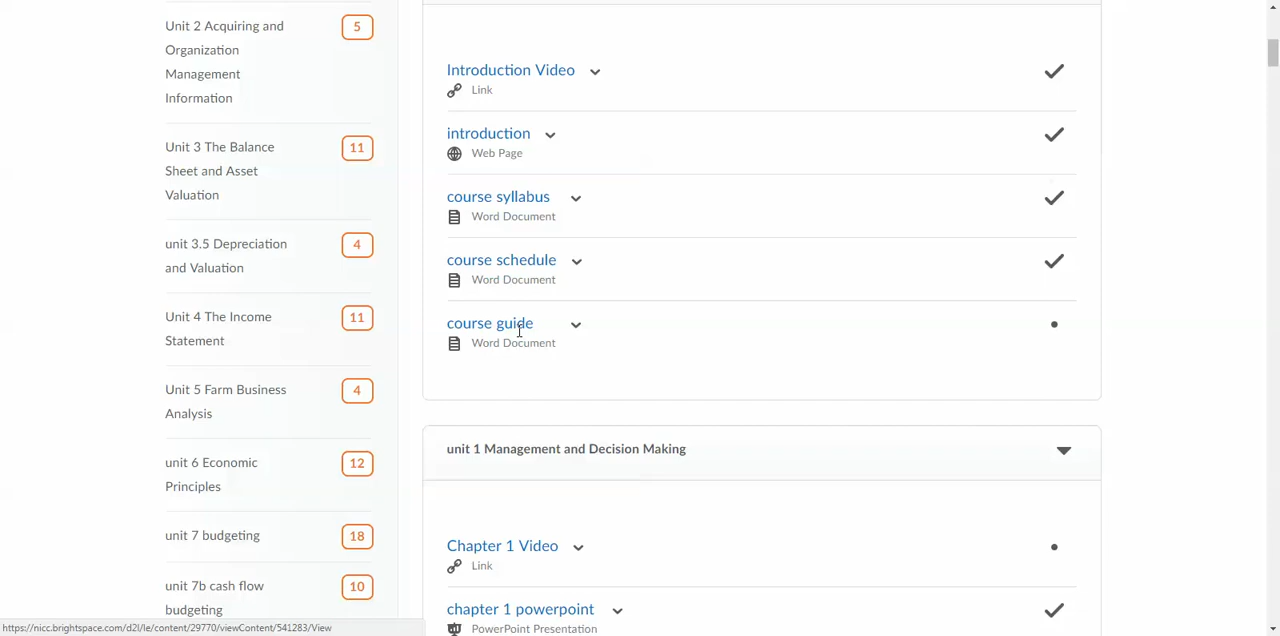 Unit 2 Acquiring and
Organization
Management
Information
5
Unit 3 The Balance
Sheet and Asset
Valuation
11
unit 3.5 Depreciation
and Valuation
4
Unit 4 The Income
Statement
11
Unit 5 Farm Business
Analysis
4
unit 6 Economic
Principles
12
unit 7 budgeting
18
unit 7b cash flow
budgeting
10
Introduction Video
Link
introduction
Web Page
course syllabus
Word Document
course schedule
Word Document
course guide
Word Document
unit 1 Management and Decision Making
Chapter 1 Video
Link
chapter 1 powerpoint
PowerPoint Presentation
https://nicc.brightspace.com/d2l/le/content/29770/viewContent/541283/View